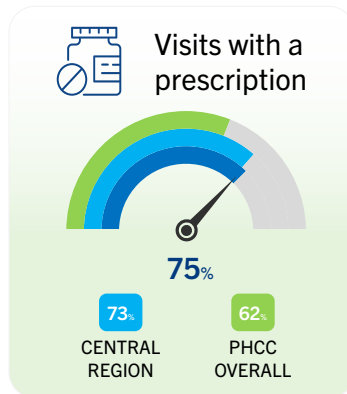 Visits with a
prescription
75%
73% 62%
CENTRAL PHCC
REGION OVERALL